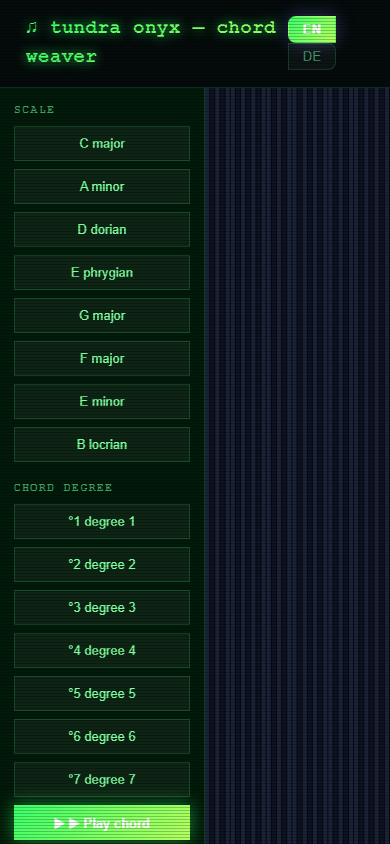 ♫ tundra onyx — chord
weaver
EN
DE
SCALE
C major
A minor
D dorian
E phrygian
G major
F major
E minor
B locrian
CHORD DEGREE
°1 degree 1
°2 degree 2
°3 degree 3
°4 degree 4
°5 degree 5
°6 degree 6
°7 degree 7
▶ ▶ Play chord